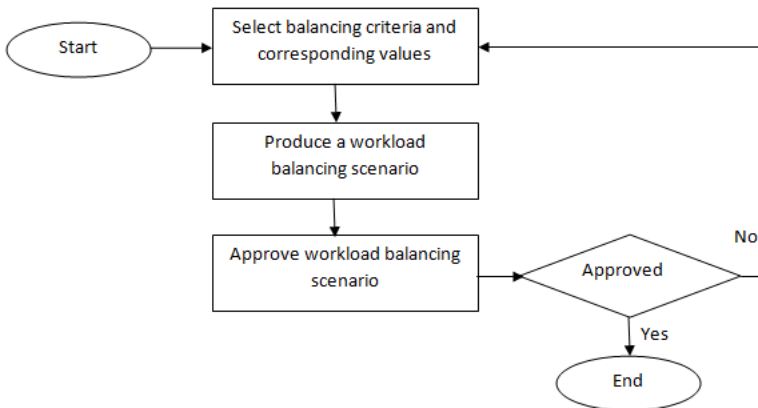 Start
Select balancing criteria and
corresponding values
Produce a workload
balancing scenario
Approve workload balancing
scenario
Approved
No
Yes
End